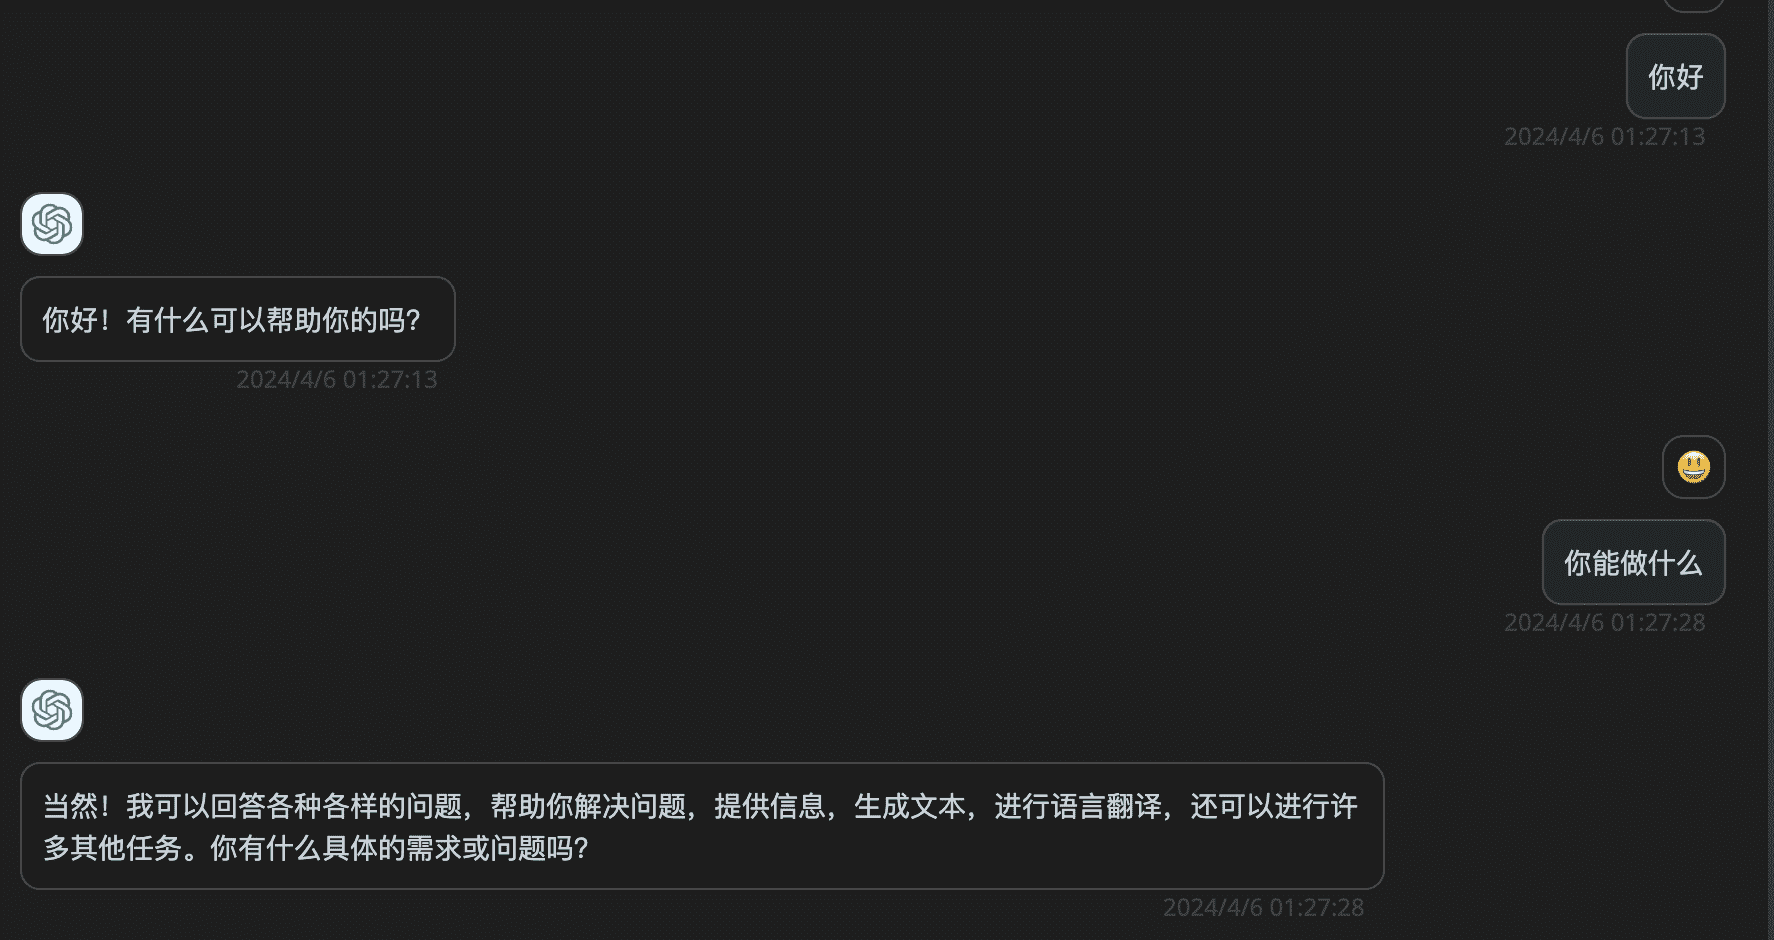 你好
2024/4/6 01:27:13
你好！有什么可以帮助你的吗？
2024/4/6 01:27:13
你能做什么
2024/4/6 01:27:28
当然！我可以回答各种各样的问题，帮助你解决问题，提供信息，生成文本，进行语言翻译，还可以进行许
多其他任务。你有什么具体的需求或问题吗？
2024/4/6 01:27:28